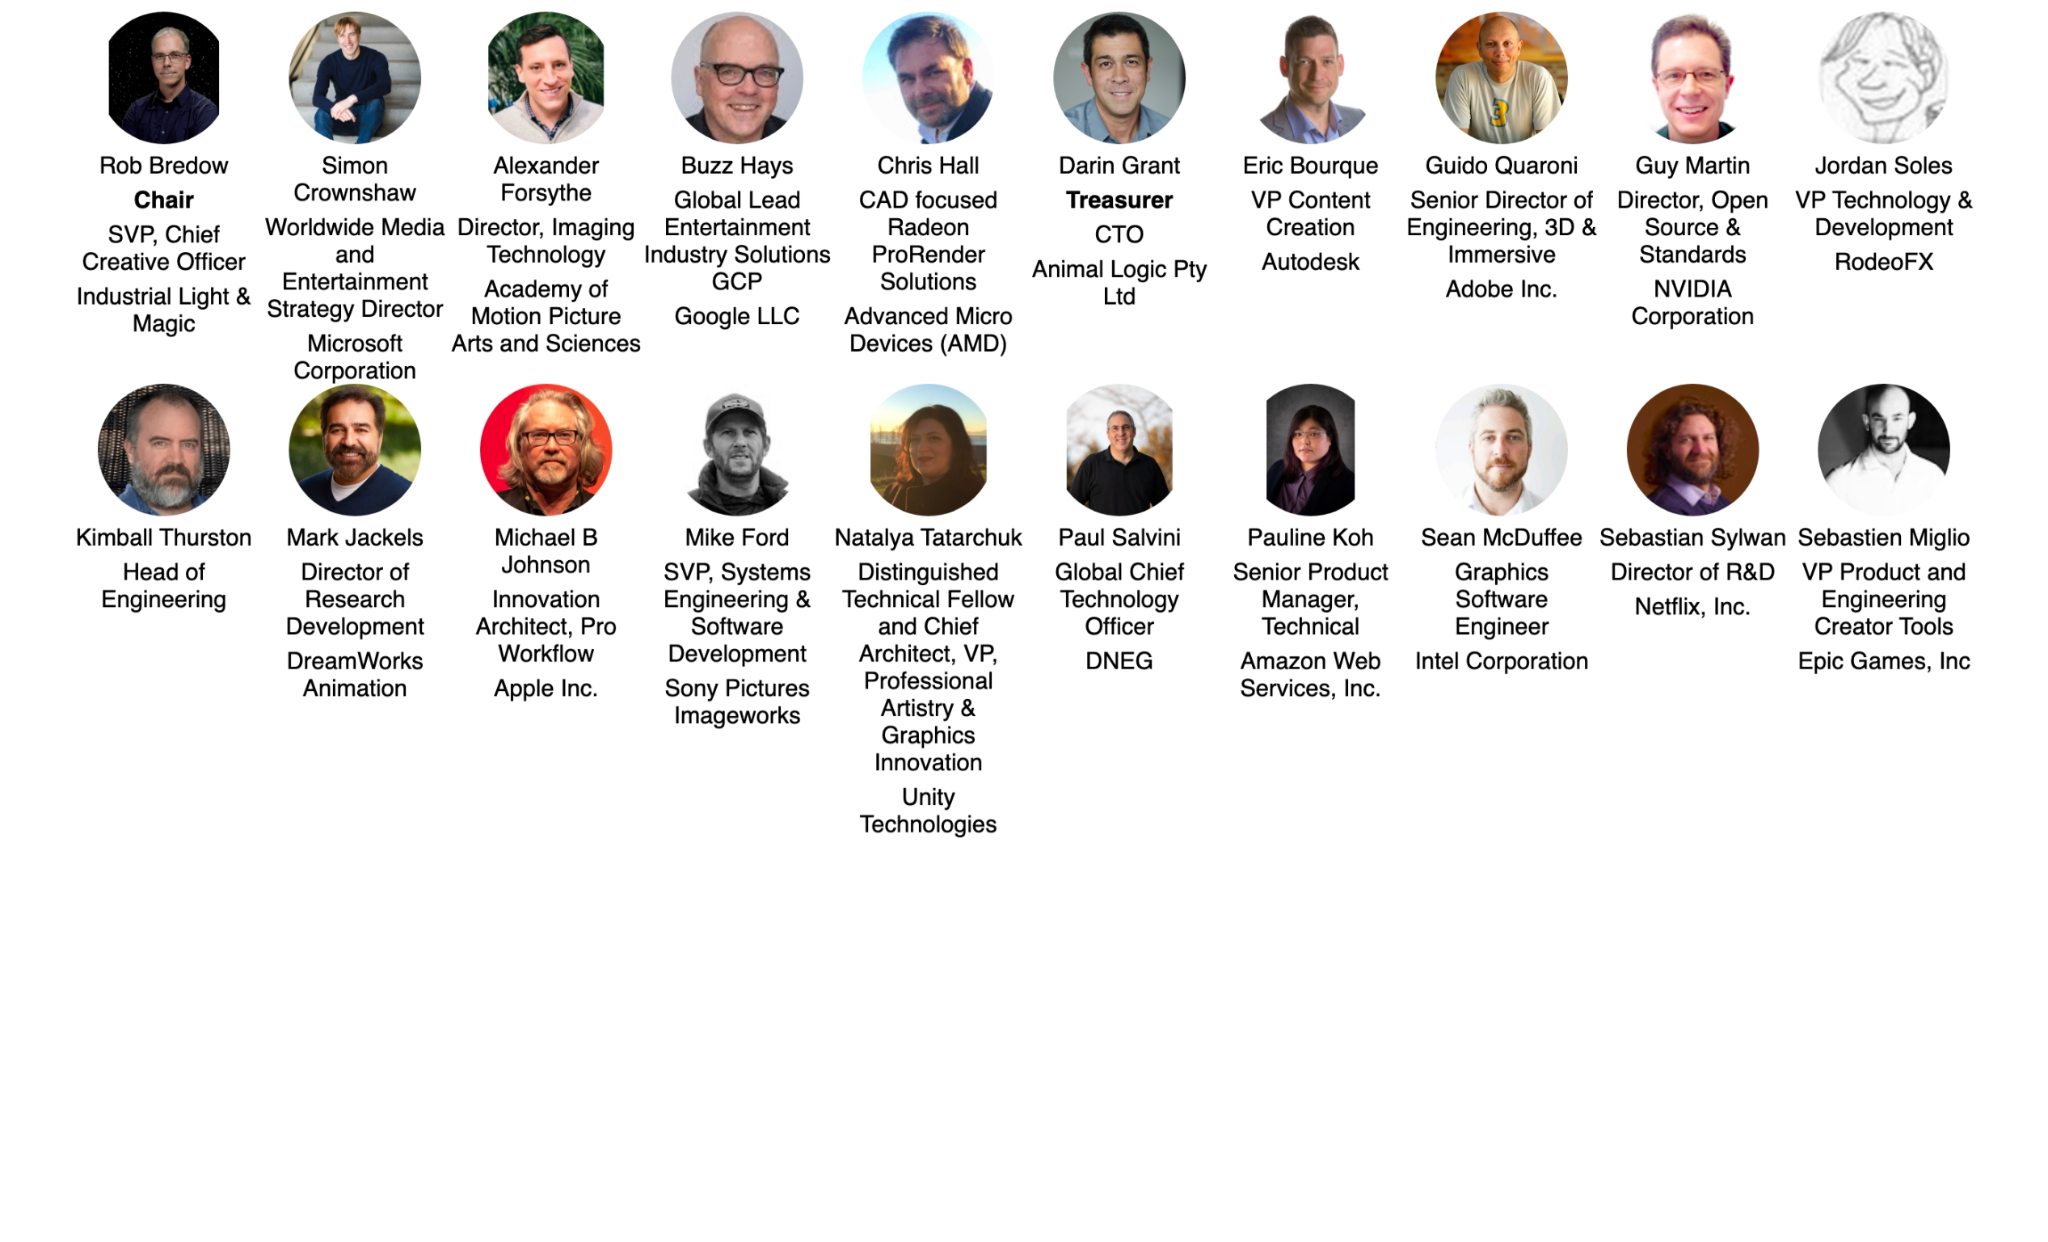 Rob Bredow
Chair
SVP, Chief
Creative Officer
Industrial Light &
Magic
Simon
Crownshaw
Worldwide Media
and
Entertainment
Strategy Director
Microsoft
Corporation
Alexander
Forsythe
Director, Imaging
Technology
Academy of
Motion Picture
Arts and Sciences
Buzz Hays
Global Lead
Entertainment
Industry Solutions
GCP
Google LLC
Chris Hall
CAD focused
Radeon
ProRender
Solutions
Advanced Micro
Devices (AMD)
Darin Grant
Treasurer
CTO
Animal Logic Pty
Ltd
Eric Bourque
VP Content
Creation
Autodesk
Guido Quaroni
Senior Director of
Engineering, 3D &
Immersive
Adobe Inc.
Guy Martin
Director, Open
Source &
Standards
NVIDIA
Corporation
Jordan Soles
VP Technology &
Development
RodeoFX
Kimball Thurston
Head of
Engineering
Mark Jackels
Director of
Research
Development
DreamWorks
Animation
Michael B
Johnson
Innovation
Architect, Pro
Workflow
Apple Inc.
Mike Ford
SVP, Systems
Engineering &
Software
Development
Sony Pictures
Imageworks
Natalya Tatarchuk
Distinguished
Technical Fellow
and Chief
Architect, VP,
Professional
Artistry &
Graphics
Innovation
Unity
Technologies
Paul Salvini
Global Chief
Technology
Officer
DNEG
Pauline Koh
Senior Product
Manager,
Technical
Amazon Web
Services, Inc.
Sean McDuffee
Graphics
Software
Engineer
Intel Corporation
Sebastian Sylwan
Director of R&D
Netflix, Inc.
Sebastien Miglio
VP Product and
Engineering
Creator Tools
Epic Games, Inc